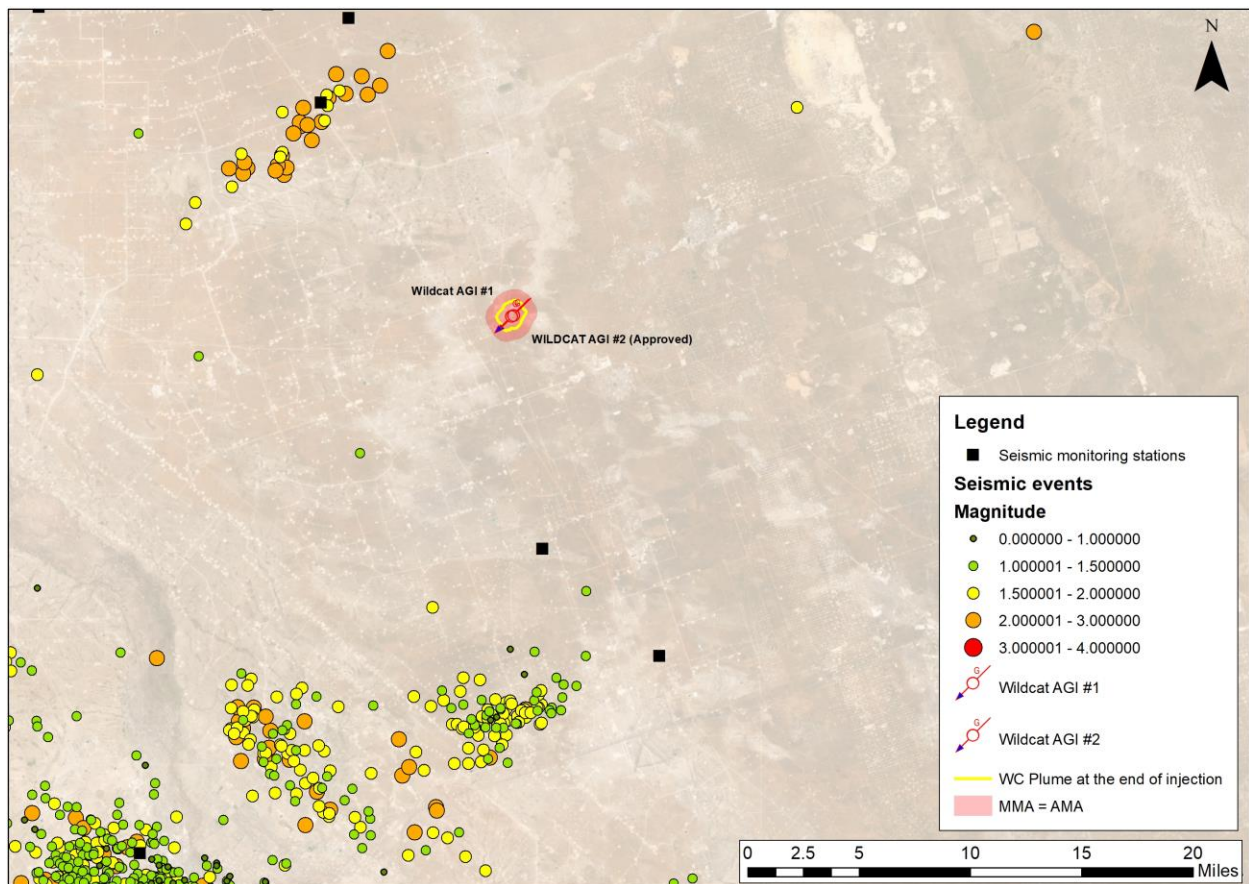 N
Wildcat AGI #1
G
WILDCAT AGI #2 (Approved)
Legend
Seismic monitoring stations
Seismic events
Magnitude
0.000000 - 1.000000
1.000001 - 1.500000
1.500001 - 2.000000
2.000001 - 3.000000
3.000001 - 4.000000
G
Wildcat AGI #1
G
Wildcat AGI #2
WC Plume at the end of injection
MMA = AMA
0 2.5 5 10 15 20
Miles